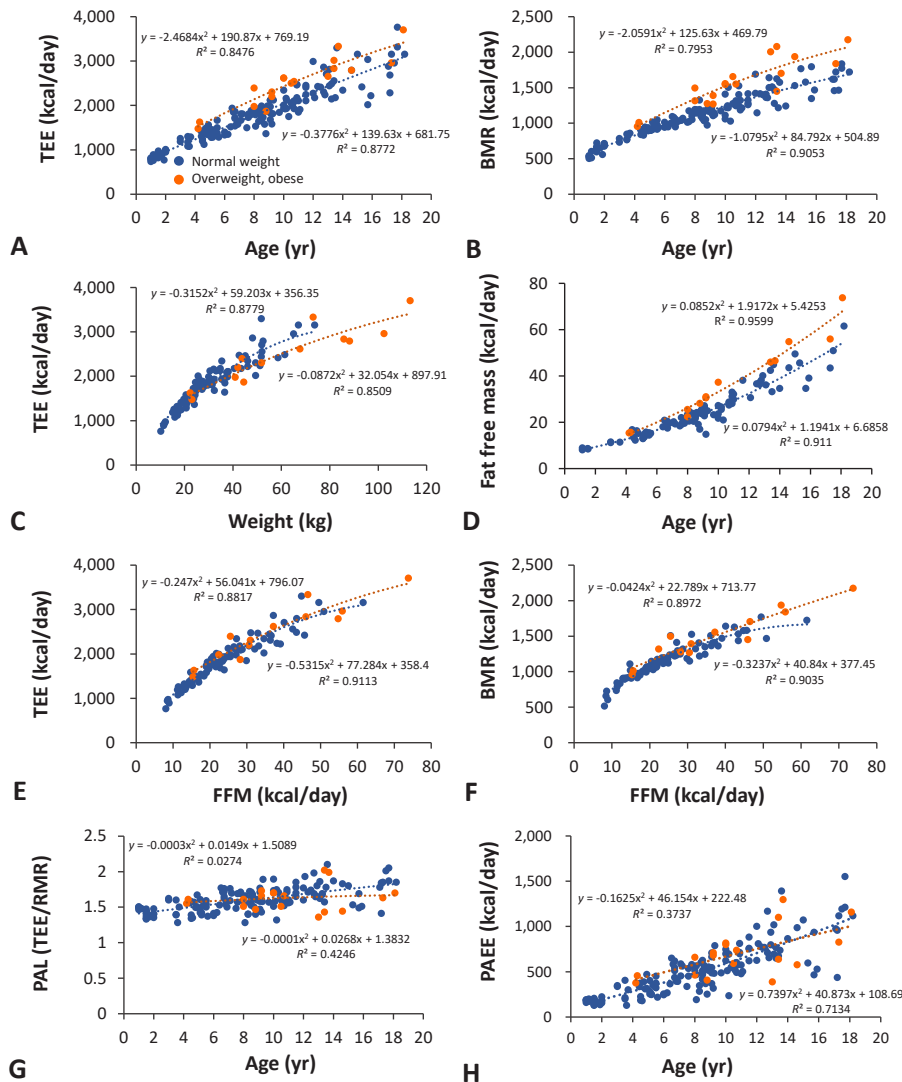 4,000
3,000
2,000
1,000
0
TEE (kcal/day)
y = -2.4684x² + 190.87x + 769.19
R² = 0.8476
y = -0.3776x² + 139.63x + 681.75
R² = 0.8772
Normal weight
Overweight, obese
0 2 4 6 8 10 12 14 16 18 20
Age (yr)
A
2,500
2,000
1,500
1,000
500
0
BMR (kcal/day)
y = -2.0591x² + 125.63x + 469.79
R² = 0.7953
y = -1.0795x² + 84.792x + 504.89
R² = 0.9053
0 2 4 6 8 10 12 14 16 18 20
Age (yr)
B
4,000
3,000
2,000
1,000
0
TEE (kcal/day)
y = -0.3152x² + 59.203x + 356.35
R² = 0.8779
y = -0.0872x² + 32.054x + 897.91
R² = 0.8509
0 20 40 60 80 100 120
Weight (kg)
C
80
60
40
20
0
Fat free mass (kcal/day)
y = 0.0852x² + 1.9172x + 5.4253
R² = 0.9599
y = 0.0794x² + 1.1941x + 6.6858
R² = 0.911
0 2 4 6 8 10 12 14 16 18 20
Age (yr)
D
4,000
3,000
2,000
1,000
0
TEE (kcal/day)
y = -0.247x² + 56.041x + 796.07
R² = 0.8817
y = -0.5315x² + 77.284x + 358.4
R² = 0.9113
0 10 20 30 40 50 60 70 80
FFM (kcal/day)
E
2,500
2,000
1,500
1,000
500
0
BMR (kcal/day)
y = -0.0424x² + 22.789x + 713.77
R² = 0.8972
y = -0.3237x² + 40.84x + 377.45
R² = 0.9035
0 10 20 30 40 50 60 70 80
FFM (kcal/day)
F
2.5
2
1.5
1
0.5
0
PAL (TEE/RMR)
y = -0.0003x² + 0.0149x + 1.5089
R² = 0.0274
y = -0.0001x² + 0.0268x + 1.3832
R² = 0.4246
0 2 4 6 8 10 12 14 16 18 20
Age (yr)
G
2,000
1,500
1,000
500
0
PAEE (kcal/day)
y = -0.1625x² + 46.154x + 222.48
R² = 0.3737
y = 0.7397x² + 40.873x + 108.69
R² = 0.7134
0 2 4 6 8 10 12 14 16 18 20
Age (yr)
H